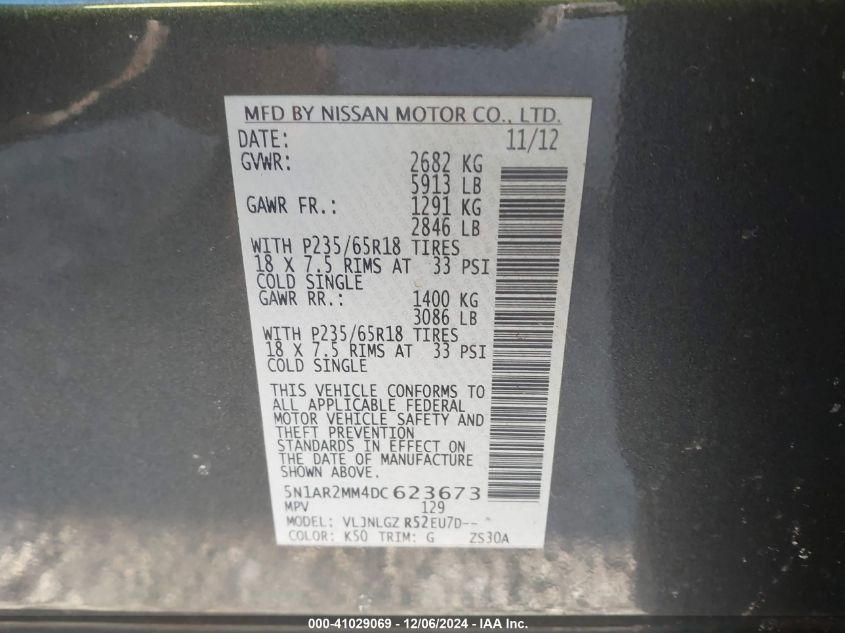 MFD BY NISSAN MOTOR CO., LTD.
DATE: 11/12
GVWR: 2682 KG
5913 LB
GAWR FR.: 1291 KG
2846 LB
WITH P235/65R18 TIRES
18 X 7.5 RIMS AT 33 PSI
COLD SINGLE
GAWR RR.: 1400 KG
3086 LB
WITH P235/65R18 TIRES
18 X 7.5 RIMS AT 33 PSI
COLD SINGLE
THIS VEHICLE CONFORMS TO
ALL APPLICABLE FEDERAL
MOTOR VEHICLE SAFETY AND
THEFT PREVENTION
STANDARDS IN EFFECT ON
THE DATE OF MANUFACTURE
SHOWN ABOVE.
5N1AR2MM4DC623673
MPV 129
MODEL: VLJNLGZ R52EU7D--
COLOR: K50 TRIM: G ZS30A
000-41029069 - 12/06/2024 - IAA Inc.